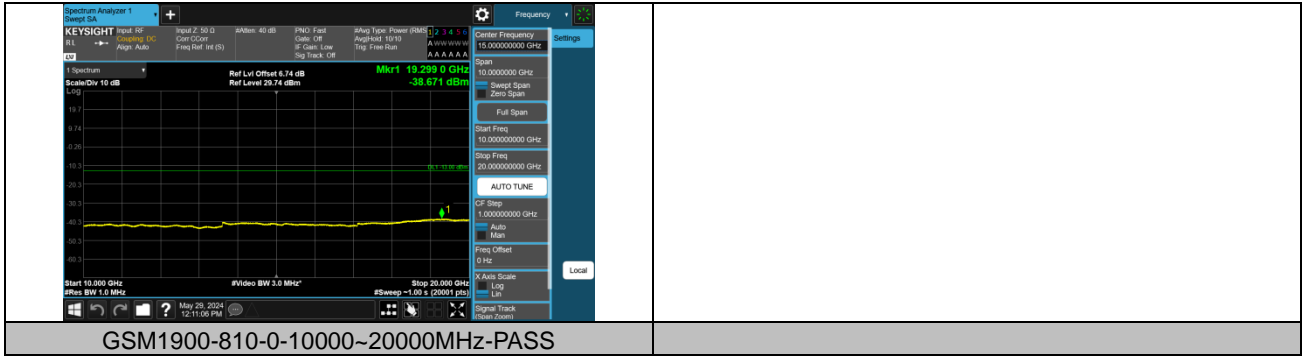 Spectrum Analyzer 1
Swept SA
+
Frequency
KEYSIGHT
RL
LW
Input: RF
Coupling: DC
Align: Auto
Input Z: 50 Ω
Corr CCorr
Freq Ref: Int (S)
#Atten: 40 dB
PNO: Fast
Gate: Off
IF Gain: Low
Sig Track: Off
#Avg Type: Power (RMS)
Avg|Hold: 10/10
Trig: Free Run
1 2 3 4 5 6
A W W W W W
A A A A A A
1 Spectrum
Scale/Div 10 dB
Log
Ref Lvl Offset 6.74 dB
Ref Level 29.74 dBm
Mkr1 19.299 0 GHz
-38.671 dBm
19.7
9.74
-0.26
-10.3
-20.3
-30.3
-40.3
-50.3
-60.3
DL1 -13.00 dBm
1
Start 10.000 GHz
#Res BW 1.0 MHz
#Video BW 3.0 MHz*
Stop 20.000 GHz
#Sweep ~1.00 s (20001 pts)
?
May 29, 2024
12:11:06 PM
Center Frequency
15.000000000 GHz
Span
10.0000000 GHz
Swept Span
Zero Span
Full Span
Start Freq
10.000000000 GHz
Stop Freq
20.000000000 GHz
AUTO TUNE
CF Step
1.000000000 GHz
Auto
Man
Freq Offset
0 Hz
X Axis Scale
Log
Lin
Signal Track
(Span Zoom)
Settings
Local
GSM1900-810-0-10000~20000MHz-PASS